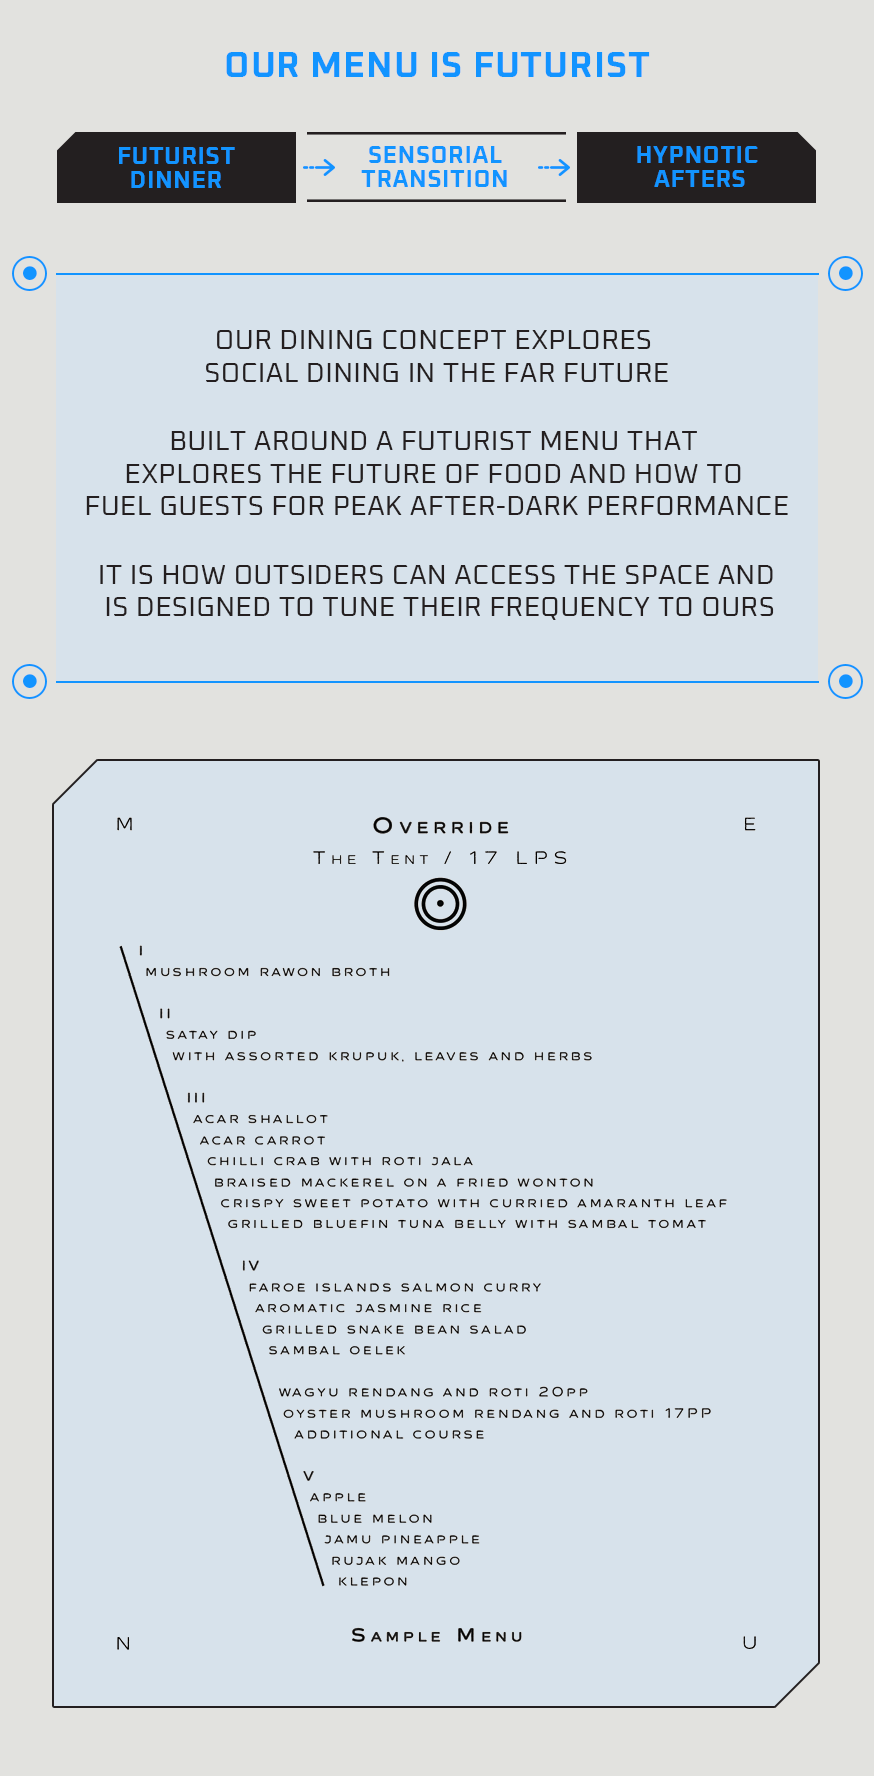 OUR MENU IS FUTURIST
FUTURIST
DINNER
SENSORIAL
TRANSITION
HYPNOTIC
AFTERS
OUR DINING CONCEPT EXPLORES
SOCIAL DINING IN THE FAR FUTURE
BUILT AROUND A FUTURIST MENU THAT
EXPLORES THE FUTURE OF FOOD AND HOW TO
FUEL GUESTS FOR PEAK AFTER-DARK PERFORMANCE
IT IS HOW OUTSIDERS CAN ACCESS THE SPACE AND
IS DESIGNED TO TUNE THEIR FREQUENCY TO OURS
M
OVERRIDE
E
THE TENT / 17 LPS
I
MUSHROOM RAWON BROTH
II
SATAY DIP
WITH ASSORTED KRUPUK, LEAVES AND HERBS
III
ACAR SHALLOT
ACAR CARROT
CHILLI CRAB WITH ROTI JALA
BRAISED MACKEREL ON A FRIED WONTON
CRISPY SWEET POTATO WITH CURRIED AMARANTH LEAF
GRILLED BLUEFIN TUNA BELLY WITH SAMBAL TOMAT
IV
FAROE ISLANDS SALMON CURRY
AROMATIC JASMINE RICE
GRILLED SNAKE BEAN SALAD
SAMBAL OELEK
WAGYU RENDANG AND ROTI 20PP
OYSTER MUSHROOM RENDANG AND ROTI 17PP
ADDITIONAL COURSE
V
APPLE
BLUE MELON
JAMU PINEAPPLE
RUJAK MANGO
KLEPON
N
SAMPLE MENU
U